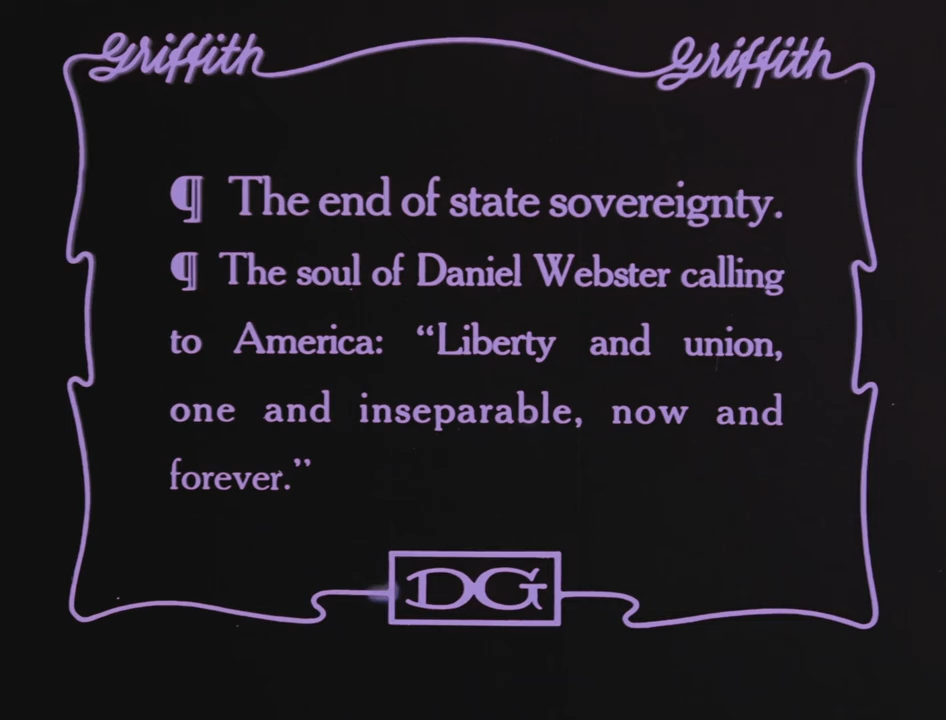 Griffith Griffith
¶ The end of state sovereignty.
¶ The soul of Daniel Webster calling
to America: “Liberty and union,
one and inseparable, now and
forever.”
DG